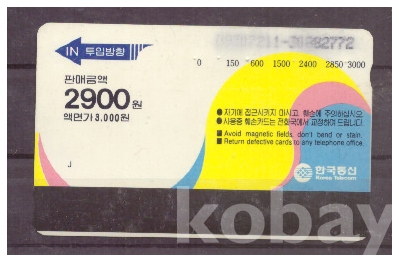 IN 투입방향
0 150 600 1500 2400 2850 3000
판매금액
2900원
액면가 3,000원
● 자기에 접근시키지 마시고, 훼손에 주의하십시오
● 사용중 훼손카드는 전화국에서 교정하여 드립니다
■ Avoid magnetic fields, don't bend or stain.
■ Return defective cards to any telephone office.
한국통신
Korea Telecom
kobay